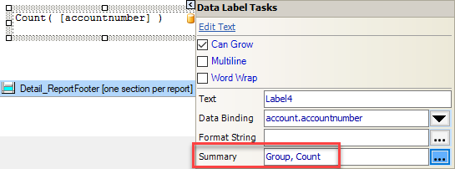 Data Label Tasks
Count( [accountnumber] )
Edit Text
Can Grow
Multiline
Word Wrap
Detail_ReportFooter [one section per report]
Text Label4
Data Binding account.accountnumber
Format String ...
Summary Group, Count ...